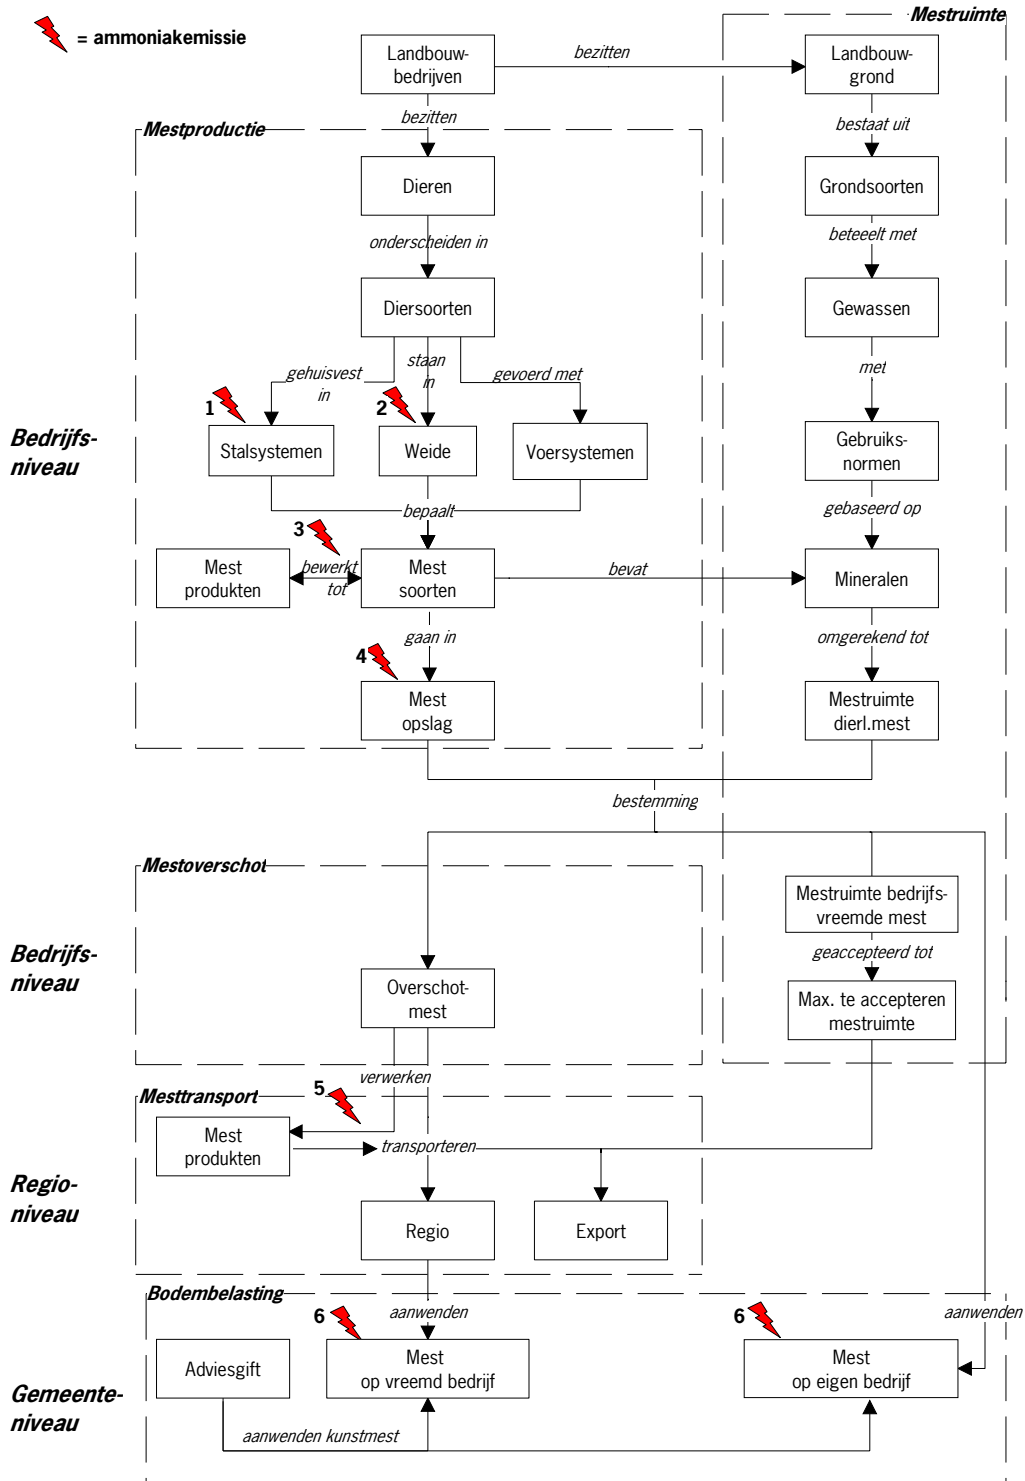 Mestruimte
= ammoniakemissie
Landbouw-
bedrijven
bezitten
Landbouw-
grond
bezitten
bestaat uit
Mestproductie
Dieren
Grondsoorten
onderscheiden in
beteelt met
Diersoorten
Gewassen
gehuisvest
in
staan
in
gevoerd met
met
1
2
Bedrijfs-
niveau
Stalsystemen
Weide
Voersystemen
Gebruiks-
normen
bepaalt
gebaseerd op
3
Mest
produkten
bewerkt
tot
Mest
soorten
bevat
Mineralen
gaan in
omgerekend tot
4
Mest
opslag
Mestruimte
dierl.mest
bestemming
Mestoverschot
Mestruimte bedrijfs-
vreemde mest
Bedrijfs-
niveau
geaccepteerd tot
Overschot-
mest
Max. te accepteren
mestruimte
verwerken
5
Mesttransport
Mest
produkten
transporteren
Regio-
niveau
Regio
Export
Bodembelasting
6
aanwenden
6
aanwenden
Adviesgift
Mest
op vreemd bedrijf
Mest
op eigen bedrijf
Gemeente-
niveau
aanwenden kunstmest